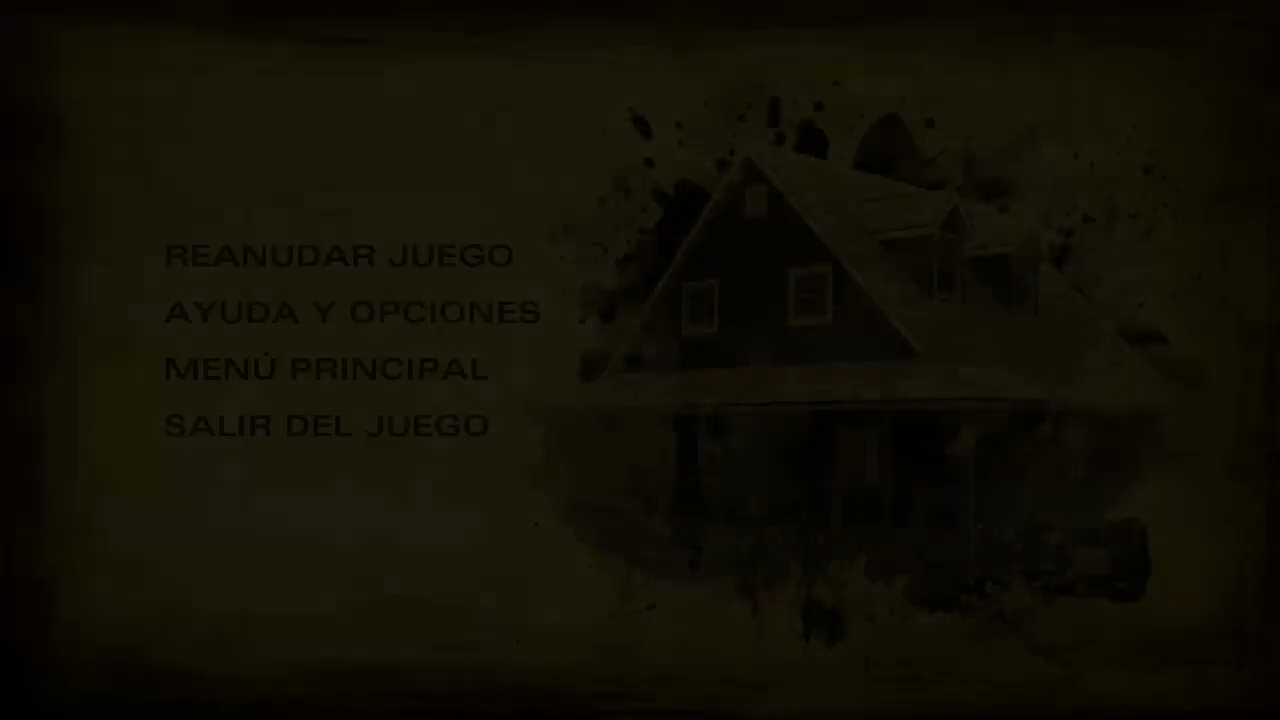 REANUDAR JUEGO
AYUDA Y OPCIONES
MENÚ PRINCIPAL
SALIR DEL JUEGO